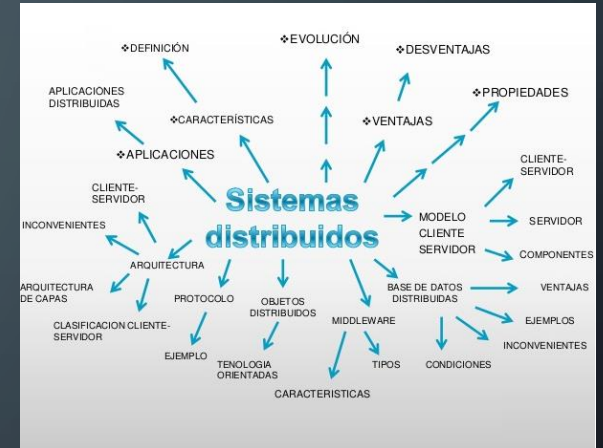 ❖EVOLUCIÓN
❖DEFINICIÓN
❖DESVENTAJAS
APLICACIONES
DISTRIBUIDAS
❖PROPIEDADES
❖CARACTERÍSTICAS
❖VENTAJAS
❖APLICACIONES
CLIENTE-
SERVIDOR
CLIENTE-
SERVIDOR
Sistemas
distribuidos
MODELO
CLIENTE
SERVIDOR
SERVIDOR
INCONVENIENTES
COMPONENTES
ARQUITECTURA
ARQUITECTURA
DE CAPAS
PROTOCOLO
OBJETOS
DISTRIBUIDOS
BASE DE DATOS
DISTRIBUIDAS
VENTAJAS
MIDDLEWARE
EJEMPLOS
CLASIFICACION CLIENTE-
SERVIDOR
INCONVENIENTES
EJEMPLO
TENOLOGIA
ORIENTADAS
TIPOS
CONDICIONES
CARACTERISTICAS